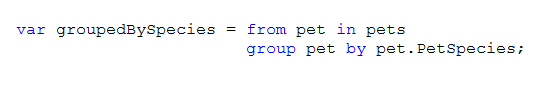 var groupedBySpecies = from pet in pets
group pet by pet.PetSpecies;